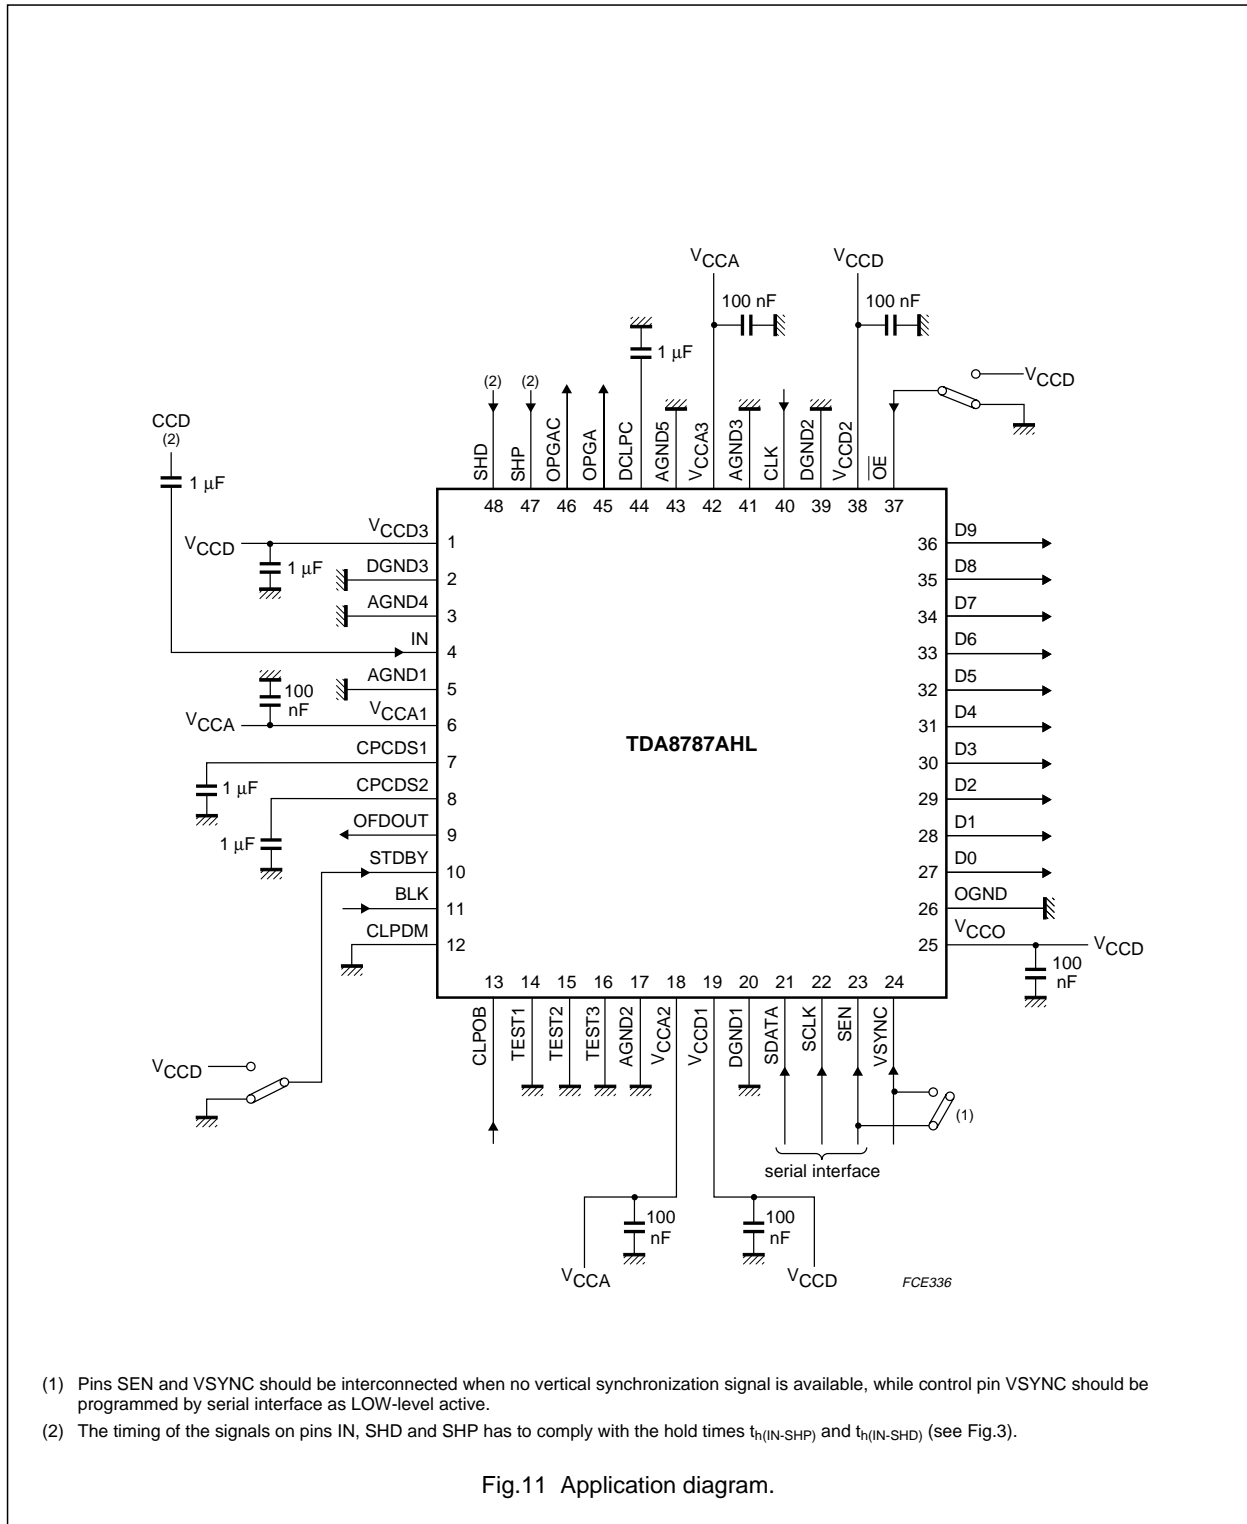 VCCA
VCCD
100 nF
100 nF
1 µF
VCCD
(2)
(2)
CCD
(2)
1 µF
SHD
SHP
OPGAC
OPGA
DCLPC
AGND5
VCCA3
AGND3
CLK
DGND2
VCCD2
OE
48
47
46
45
44
43
42
41
40
39
38
37
VCCD
1 µF
VCCD3
1
DGND3
2
AGND4
3
IN
4
AGND1
5
100
nF
VCCA
VCCA1
6
CPCDS1
7
1 µF
CPCDS2
8
1 µF
OFDOUT
9
STDBY
10
BLK
11
CLPDM
12
TDA8787AHL
36
D9
35
D8
34
D7
33
D6
32
D5
31
D4
30
D3
29
D2
28
D1
27
D0
26
OGND
25
VCCO
VCCD
100
nF
13
14
15
16
17
18
19
20
21
22
23
24
CLPOB
TEST1
TEST2
TEST3
AGND2
VCCA2
VCCD1
DGND1
SDATA
SCLK
SEN
VSYNC
VCCD
(1)
serial interface
100
nF
100
nF
VCCA
VCCD
FCE336
(1) Pins SEN and VSYNC should be interconnected when no vertical synchronization signal is available, while control pin VSYNC should be
programmed by serial interface as LOW-level active.
(2) The timing of the signals on pins IN, SHD and SHP has to comply with the hold times th(IN-SHP) and th(IN-SHD) (see Fig.3).
Fig.11 Application diagram.